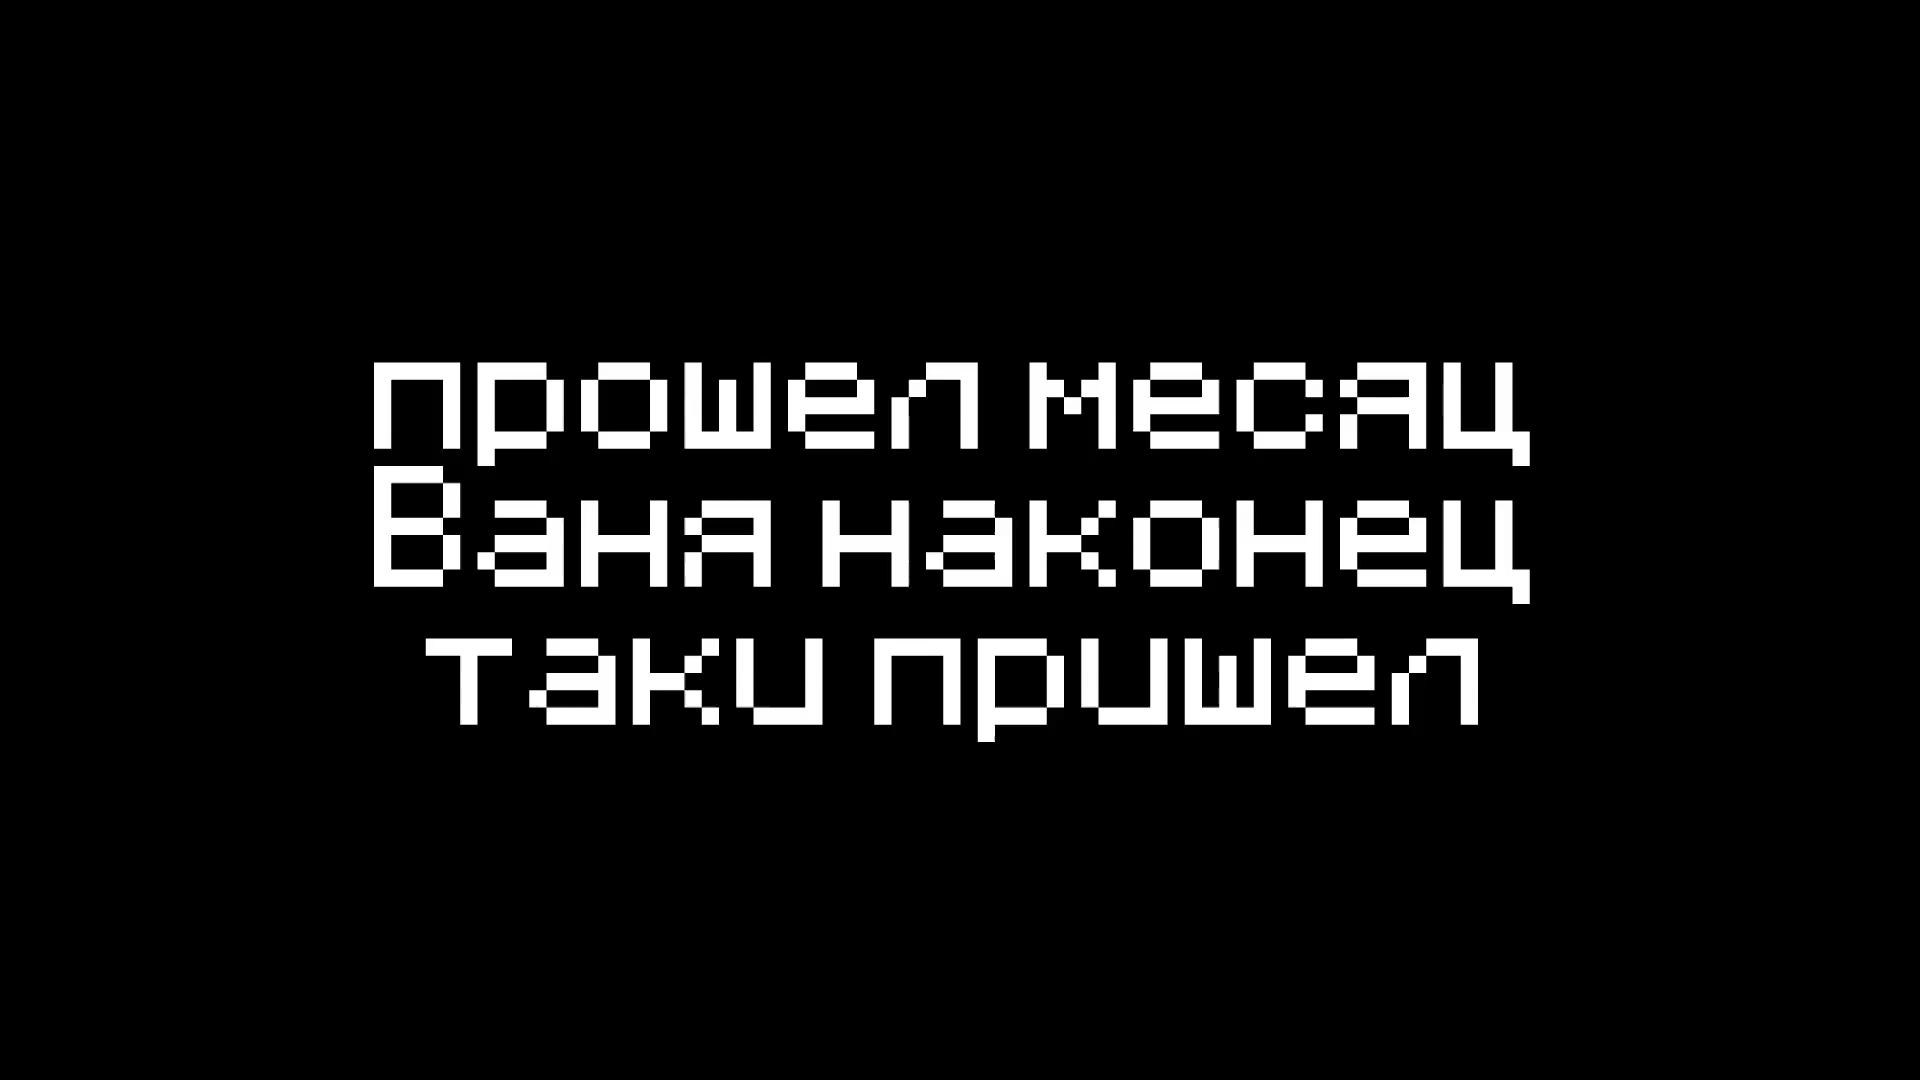 прошел месяц
Ваня наконец
таки пришел